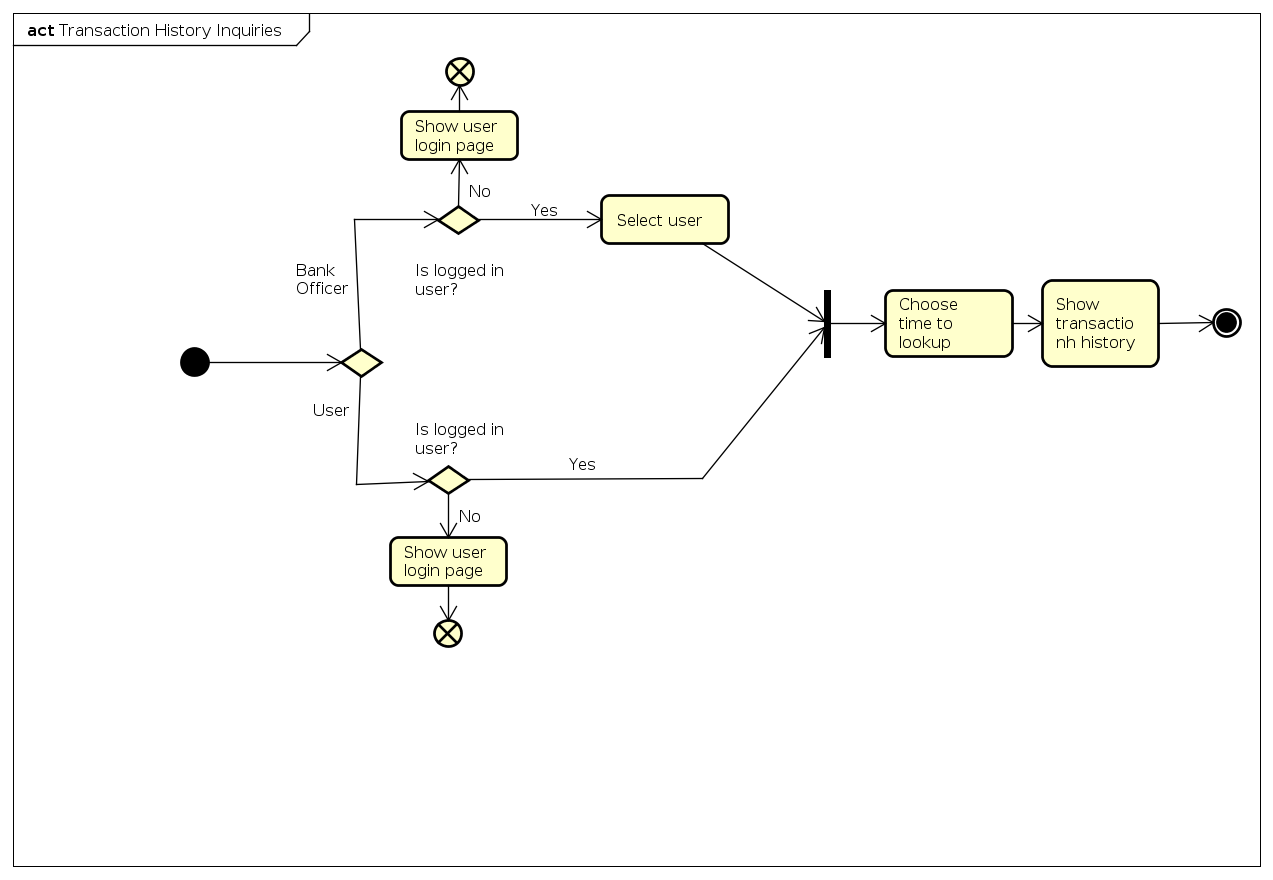 act Transaction History Inquiries
Show user
login page
No
Yes
Select user
Bank
Officer
Is logged in
user?
Choose
time to
lookup
Show
transactio
nh history
User
Is logged in
user?
Yes
No
Show user
login page